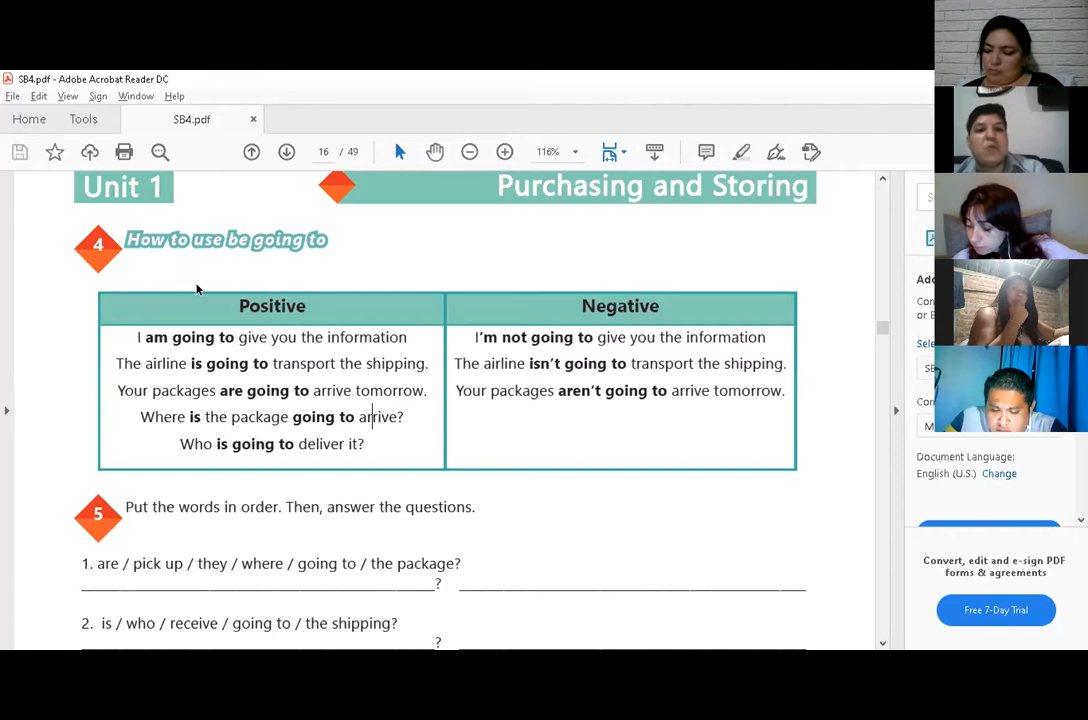 SB4.pdf - Adobe Acrobat Reader DC
File Edit View Sign Window Help
Home Tools SB4.pdf ×
16 / 49 116%
Unit 1 Purchasing and Storing
4 How to use be going to
Positive Negative
I am going to give you the information I'm not going to give you the information
The airline is going to transport the shipping. The airline isn't going to transport the shipping.
Your packages are going to arrive tomorrow. Your packages aren't going to arrive tomorrow.
Where is the package going to arrive?
Who is going to deliver it?
5 Put the words in order. Then, answer the questions.
1. are / pick up / they / where / going to / the package?
?
2. is / who / receive / going to / the shipping?
?
Document Language:
English (U.S.) Change
Convert, edit and e-sign PDF
forms & agreements
Free 7-Day Trial